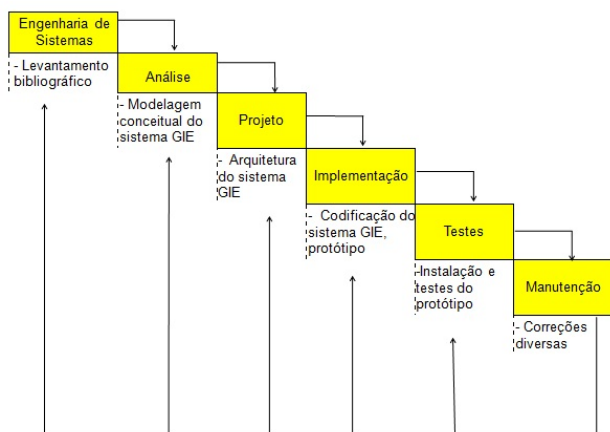 Engenharia de
Sistemas
- Levantamento
bibliográfico
Análise
- Modelagem
conceitual do
sistema GIE
Projeto
- Arquitetura
do sistema
GIE
Implementação
- Codificação do
sistema GIE,
protótipo
Testes
-Instalação e
testes do
protótipo
Manutenção
- Correções
diversas